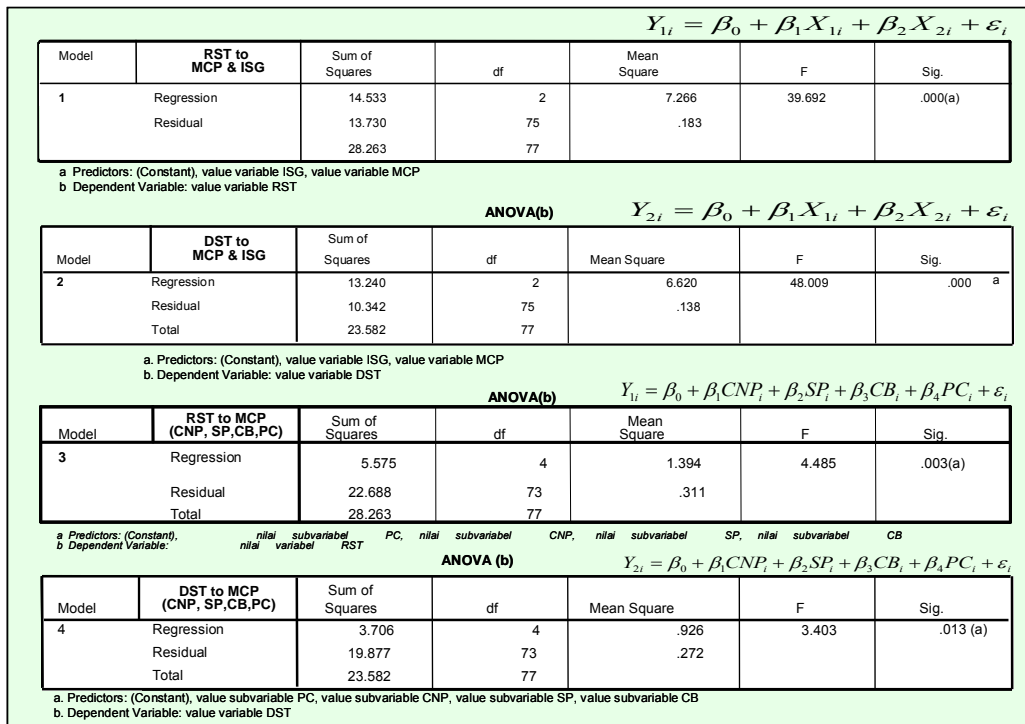 Y₁ᵢ = β₀ + β₁X₁ᵢ + β₂X₂ᵢ + εᵢ
Model RST to MCP & ISG Sum of Squares df Mean Square F Sig.
1 Regression 14.533 2 7.266 39.692 .000(a)
Residual 13.730 75 .183
28.263 77
a Predictors: (Constant), value variable ISG, value variable MCP
b Dependent Variable: value variable RST
ANOVA(b) Y₂ᵢ = β₀ + β₁X₁ᵢ + β₂X₂ᵢ + εᵢ
Model DST to MCP & ISG Sum of Squares df Mean Square F Sig.
2 Regression 13.240 2 6.620 48.009 .000 a
Residual 10.342 75 .138
Total 23.582 77
a. Predictors: (Constant), value variable ISG, value variable MCP
b. Dependent Variable: value variable DST
ANOVA(b) Y₁ᵢ = β₀ + β₁CNPᵢ + β₂SPᵢ + β₃CBᵢ + β₄PCᵢ + εᵢ
Model RST to MCP (CNP, SP,CB,PC) Sum of Squares df Mean Square F Sig.
3 Regression 5.575 4 1.394 4.485 .003(a)
Residual 22.688 73 .311
Total 28.263 77
a Predictors: (Constant), nilai subvariabel PC, nilai subvariabel CNP, nilai subvariabel SP, nilai subvariabel CB
b Dependent Variable: nilai variabel RST
ANOVA (b) Y₂ᵢ = β₀ + β₁CNPᵢ + β₂SPᵢ + β₃CBᵢ + β₄PCᵢ + εᵢ
Model DST to MCP (CNP, SP,CB,PC) Sum of Squares df Mean Square F Sig.
4 Regression 3.706 4 .926 3.403 .013 (a)
Residual 19.877 73 .272
Total 23.582 77
a. Predictors: (Constant), value subvariable PC, value subvariable CNP, value subvariable SP, value subvariable CB
b. Dependent Variable: value variable DST